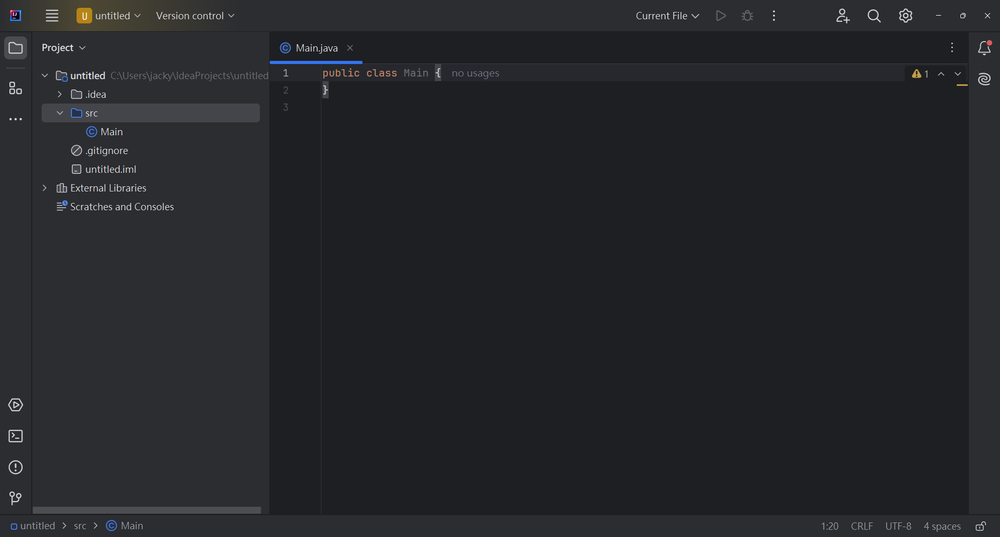 U untitled Version control Current File
Project
Main.java
untitled C:\Users\jacky\IdeaProjects\untitled
.idea
src
Main
.gitignore
untitled.iml
External Libraries
Scratches and Consoles
1 public class Main { no usages
2 }
3
1
untitled > src > Main 1:20 CRLF UTF-8 4 spaces